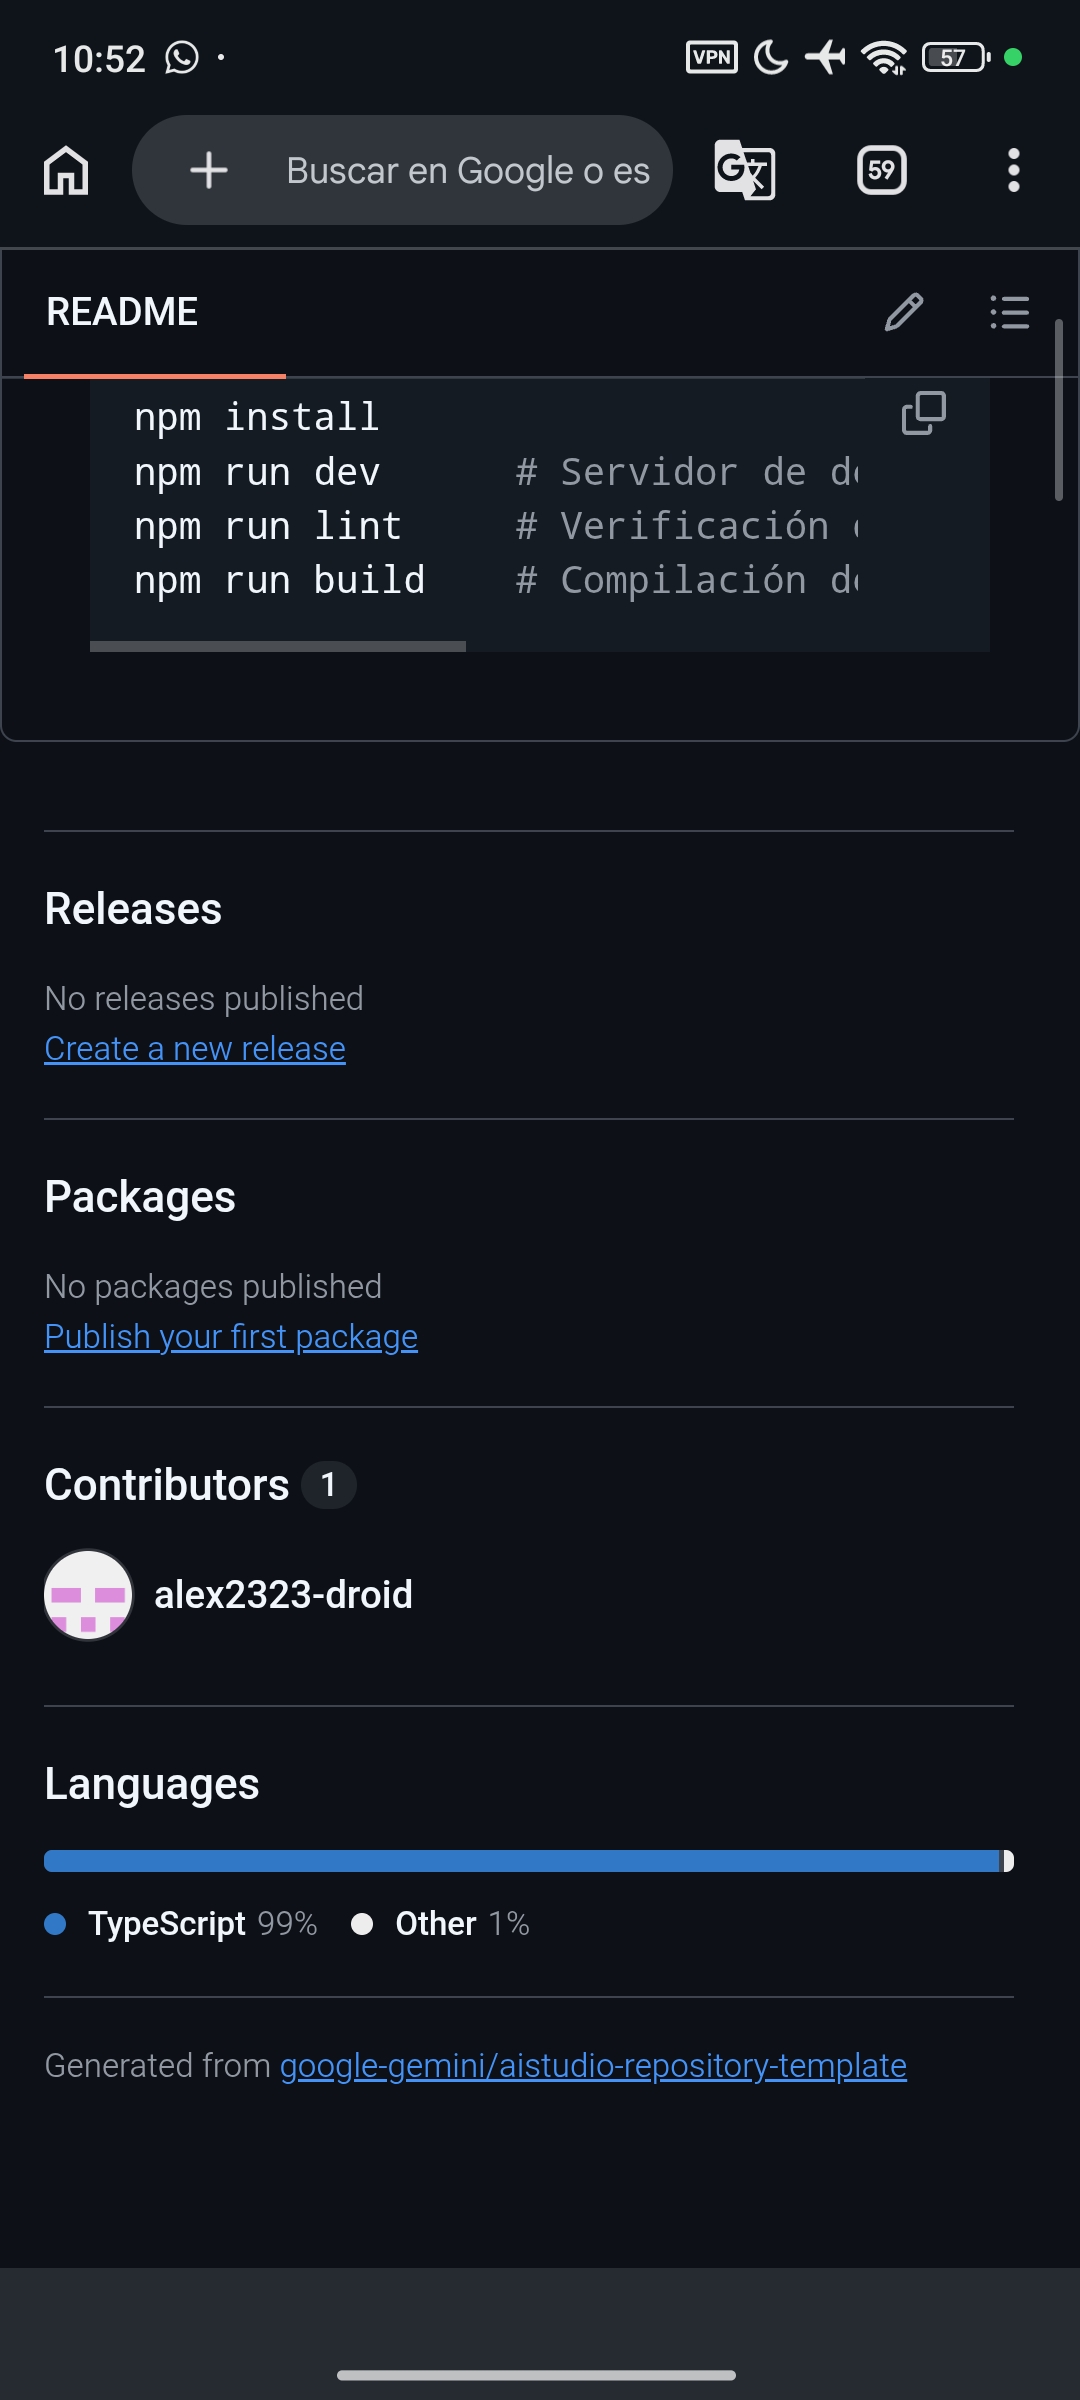 10:52
VPN
57
Buscar en Google o es
59
README
npm install
npm run dev # Servidor de
npm run lint # Verificación
npm run build # Compilación
Releases
No releases published
Create a new release
Packages
No packages published
Publish your first package
Contributors 1
alex2323-droid
Languages
TypeScript 99% Other 1%
Generated from google-gemini/aistudio-repository-template